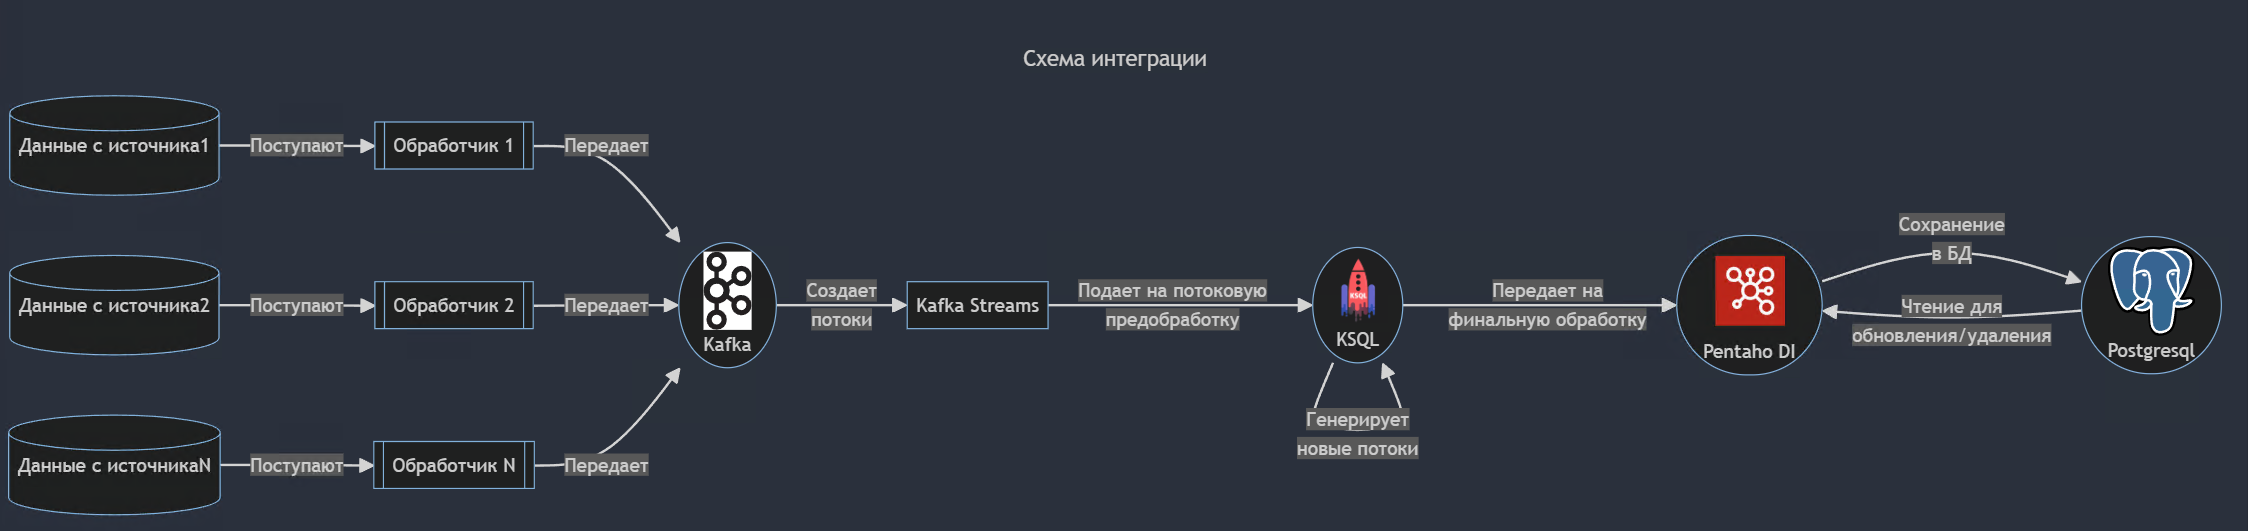 Схема интеграции
Данные с источника1
Поступают
Обработчик 1
Передает
Данные с источника2
Поступают
Обработчик 2
Передает
Данные с источникаN
Поступают
Обработчик N
Передает
Kafka
Создает
потоки
Kafka Streams
Подает на потоковую
предобработку
KSQL
KSQL
Генерирует
новые потоки
Передает на
финальную обработку
Pentaho DI
Сохранение
в БД
Чтение для
обновления/удаления
Postgresql